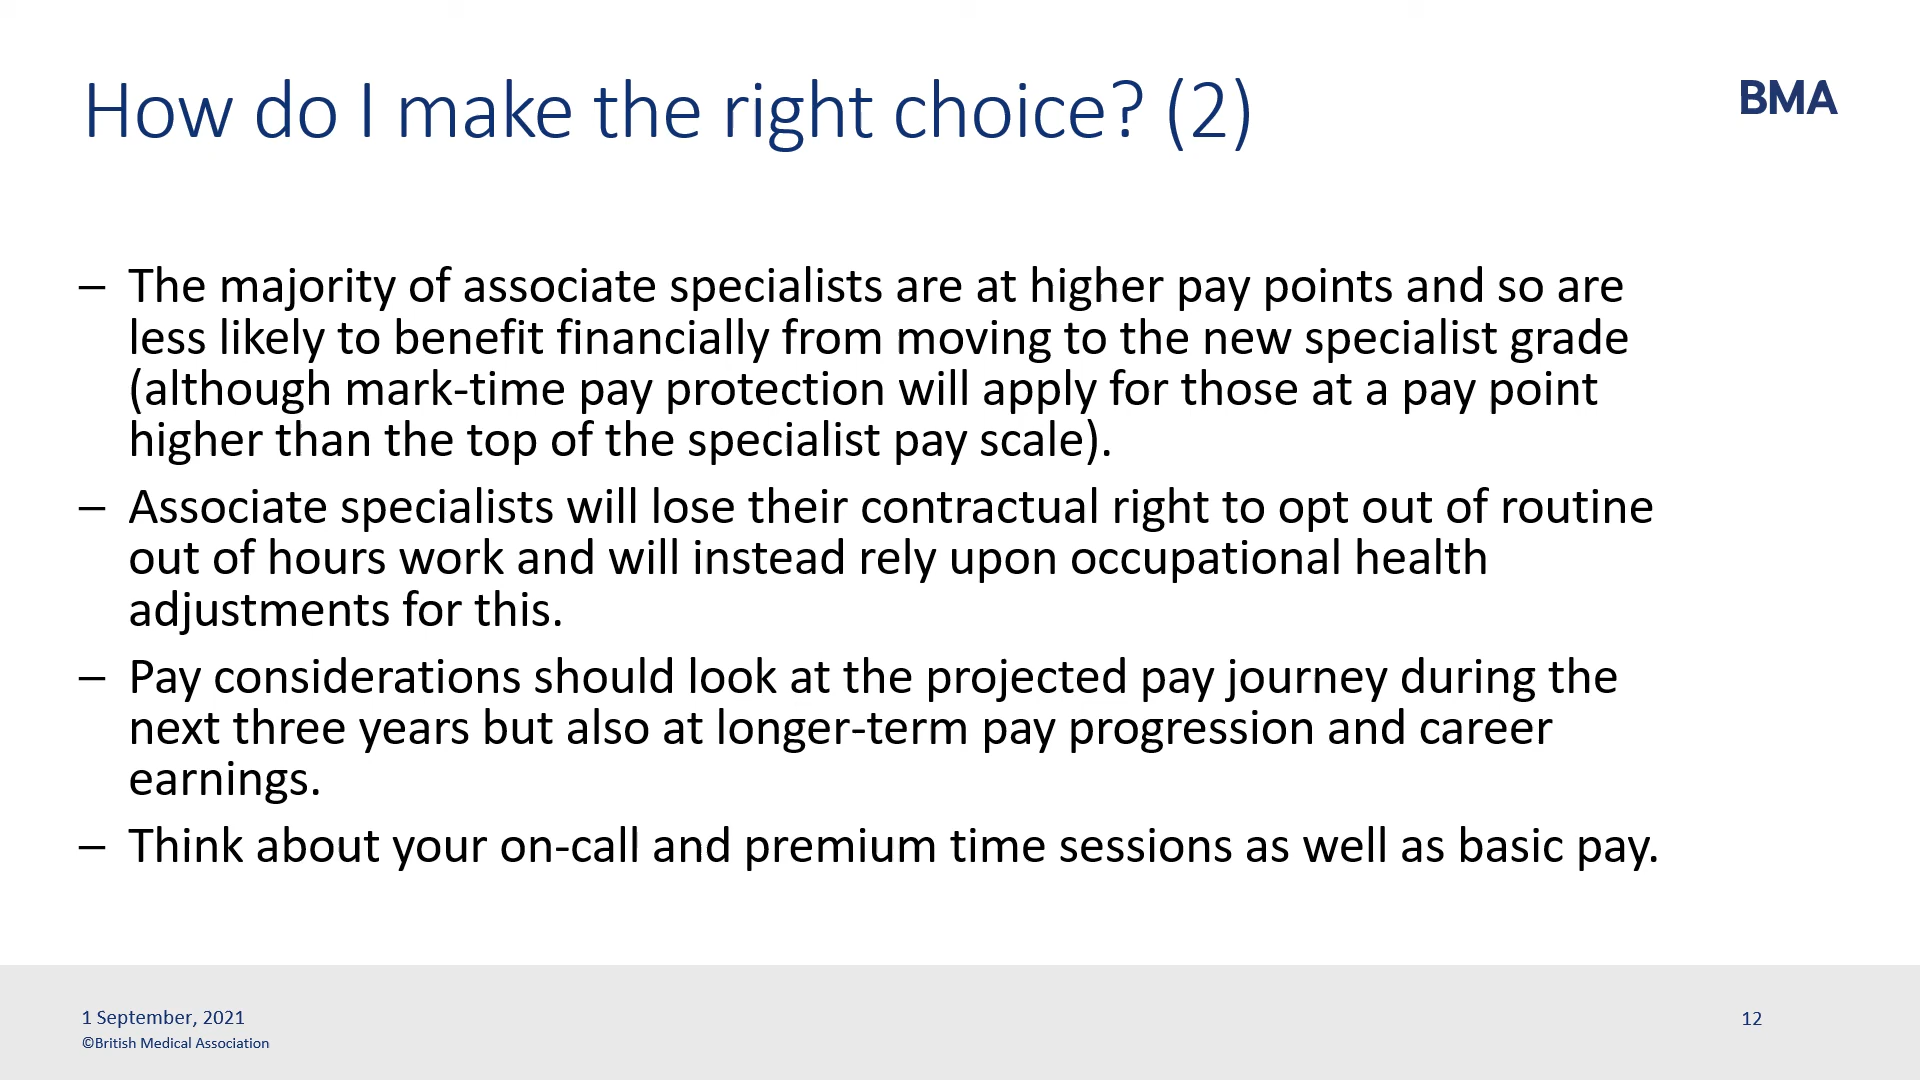 How do I make the right choice? (2)
BMA
– The majority of associate specialists are at higher pay points and so are
less likely to benefit financially from moving to the new specialist grade
(although mark-time pay protection will apply for those at a pay point
higher than the top of the specialist pay scale).
– Associate specialists will lose their contractual right to opt out of routine
out of hours work and will instead rely upon occupational health
adjustments for this.
– Pay considerations should look at the projected pay journey during the
next three years but also at longer-term pay progression and career
earnings.
– Think about your on-call and premium time sessions as well as basic pay.
1 September, 2021
©British Medical Association
12